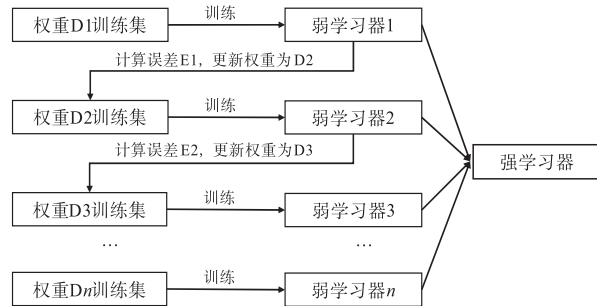 权重D1训练集 训练 弱学习器1
计算误差E1，更新权重为D2
权重D2训练集 训练 弱学习器2
计算误差E2，更新权重为D3
强学习器
权重D3训练集 训练 弱学习器3
… …
权重Dn训练集 训练 弱学习器n